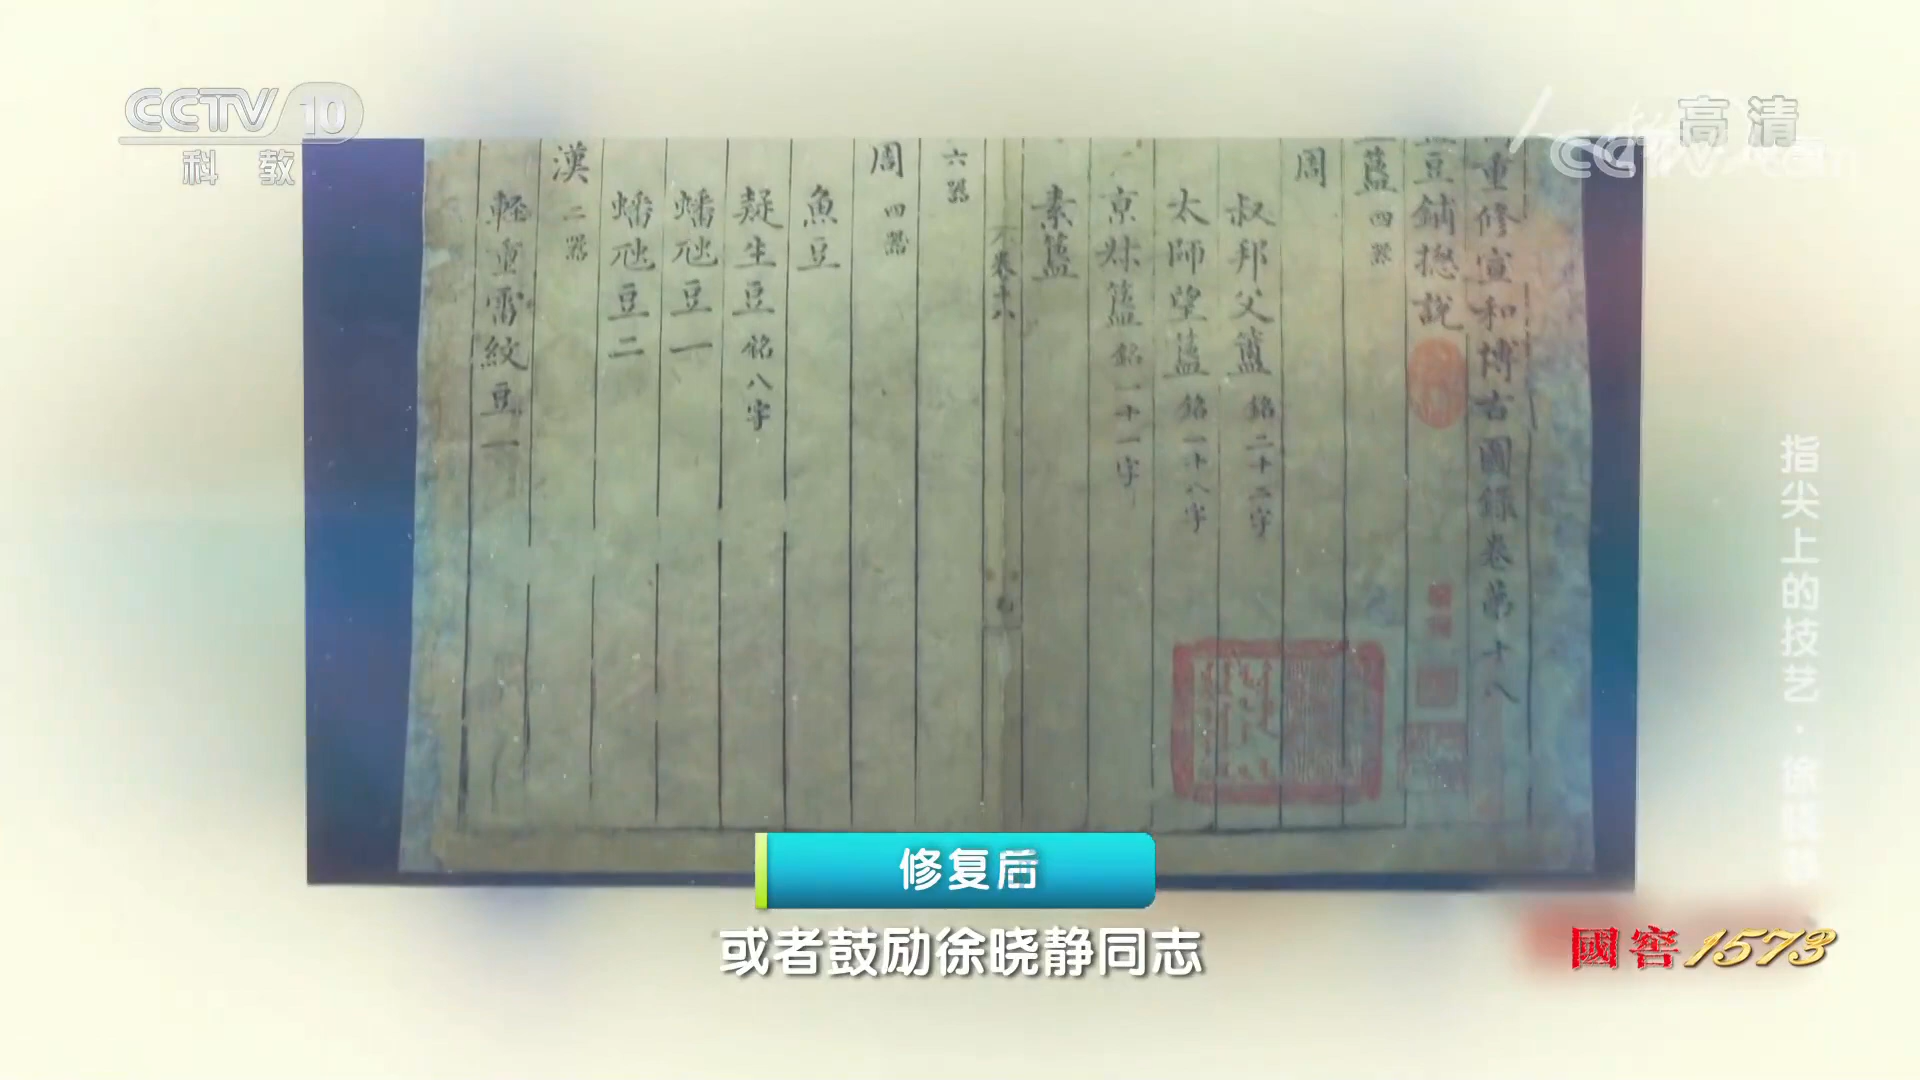 CCTV 10
科教
高清
重修宣和博古圖錄卷第十八
豆鋪摠說
簠四器
周
叔邦父簠銘二十二字
太師望簠銘一十八字
京叔簠銘一十一字
素簠
卷十八
六器
周四器
魚豆
疑生豆銘八字
蟠虺豆一
蟠虺豆二
漢二器
輕重雷紋豆一
指尖上的技艺·徐晓静
修复后
或者鼓励徐晓静同志
國窖1573